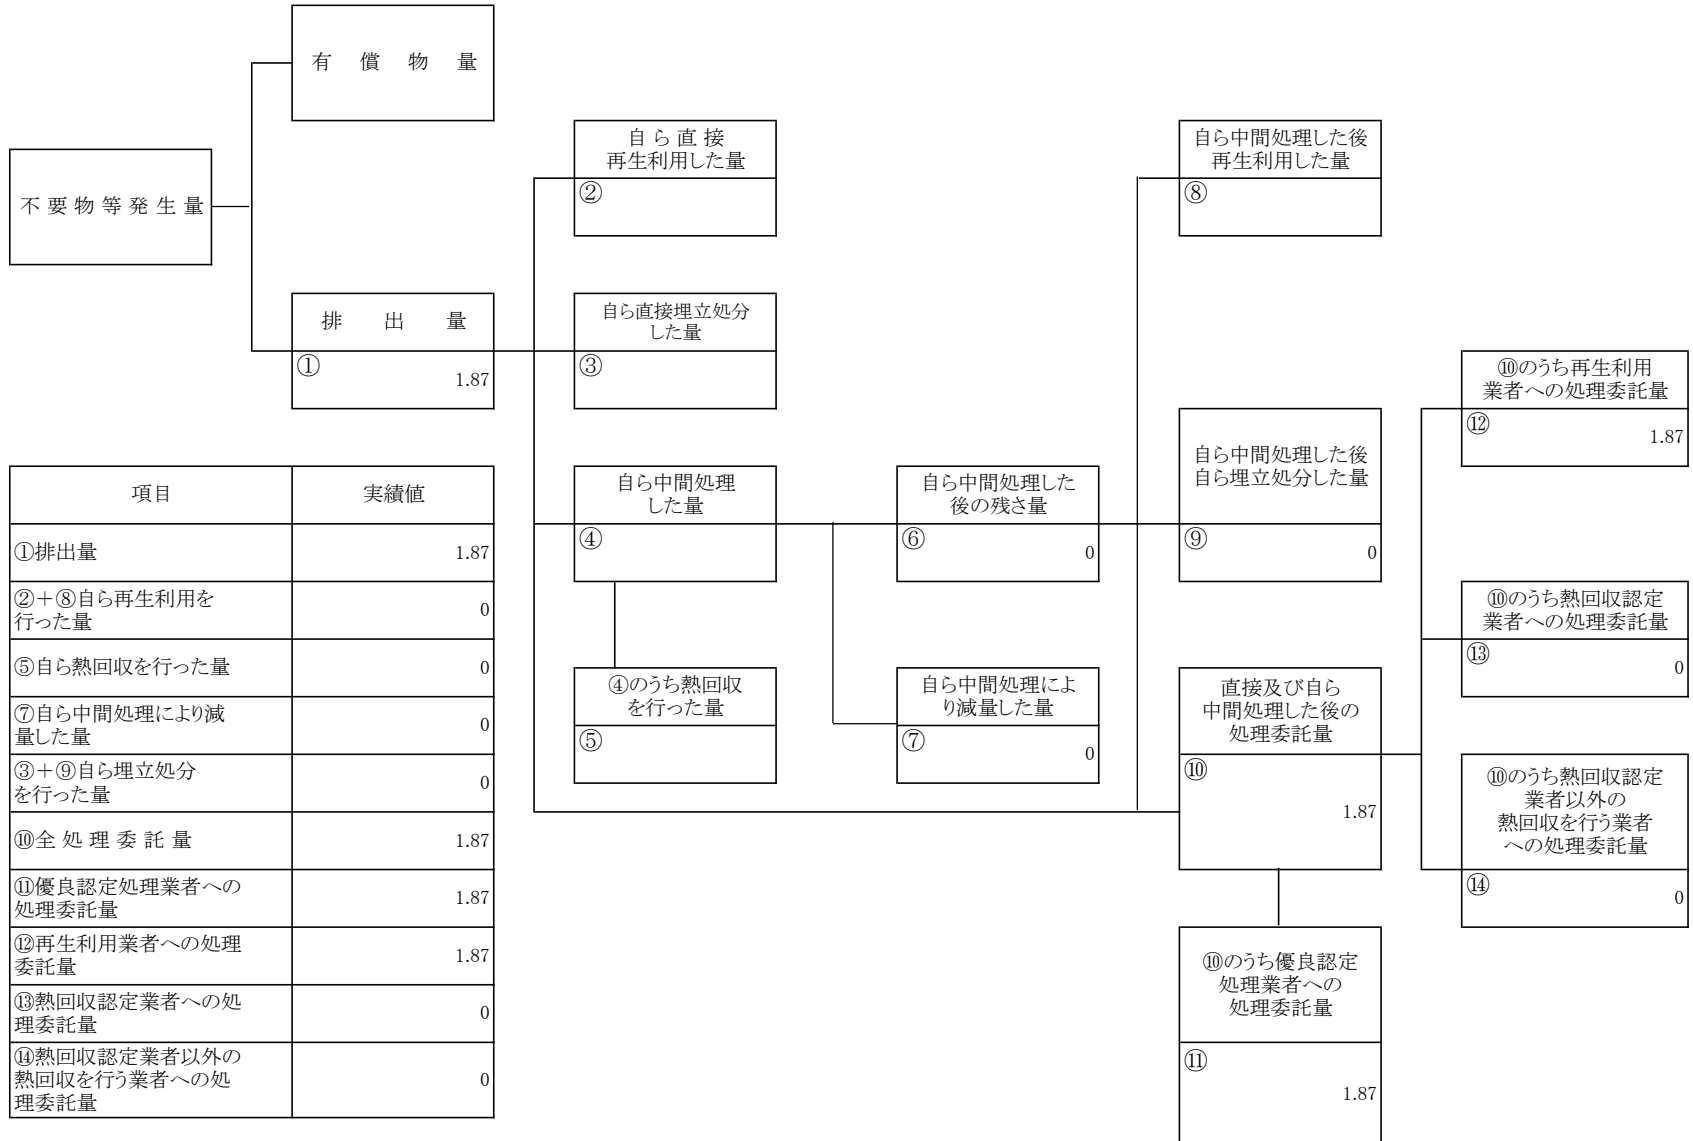 有 償 物 量
不 要 物 等 発 生 量
排 出 量
①
1.87
自 ら 直 接
再生利用した量
②
自ら直接埋立処分
した量
③
自ら中間処理
した量
④
④のうち熱回収
を行った量
⑤
自ら中間処理した
後の残さ量
⑥
0
自ら中間処理によ
り減量した量
⑦
0
自ら中間処理した後
再生利用した量
⑧
自ら中間処理した後
自ら埋立処分した量
⑨
0
直接及び自ら
中間処理した後の
処理委託量
⑩
1.87
⑩のうち優良認定
処理業者への
処理委託量
⑪
1.87
⑩のうち再生利用
業者への処理委託量
⑫
1.87
⑩のうち熱回収認定
業者への処理委託量
⑬
0
⑩のうち熱回収認定
業者以外の
熱回収を行う業者
への処理委託量
⑭
0
項目 実績値
①排出量 1.87
②+⑧自ら再生利用を
行った量
0
⑤自ら熱回収を行った量 0
⑦自ら中間処理により減
量した量
0
③+⑨自ら埋立処分
を行った量
0
⑩全 処 理 委 託 量 1.87
⑪優良認定処理業者への
処理委託量
1.87
⑫再生利用業者への処理
委託量
1.87
⑬熱回収認定業者への処
理委託量
0
⑭熱回収認定業者以外の
熱回収を行う業者への処
理委託量
0